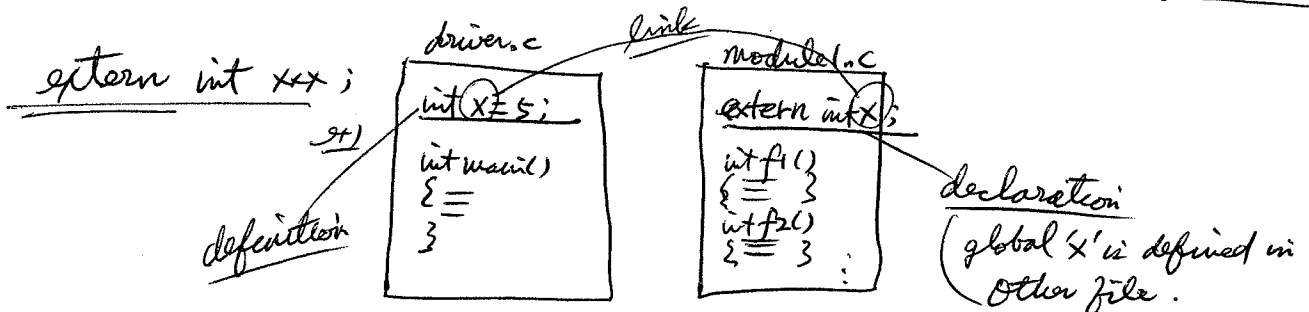 extern int xxx;
ex)
driver.c
int x = 5;
int main()
{
}
definition
link
module1.c
extern int x;
int f1()
{ }
int f2()
{ }
⋮
declaration
global 'x' is defined in
other file.